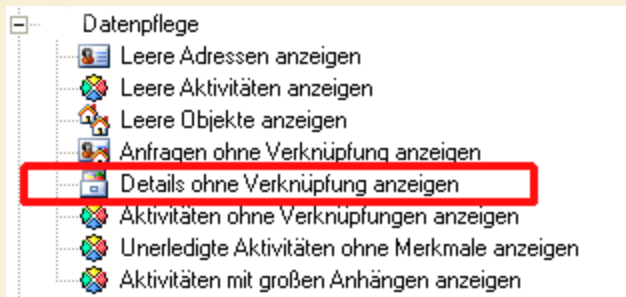 Datenpflege
Leere Adressen anzeigen
Leere Aktivitäten anzeigen
Leere Objekte anzeigen
Anfragen ohne Verknüpfung anzeigen
Details ohne Verknüpfung anzeigen
Aktivitäten ohne Verknüpfungen anzeigen
Unerledigte Aktivitäten ohne Merkmale anzeigen
Aktivitäten mit großen Anhängen anzeigen